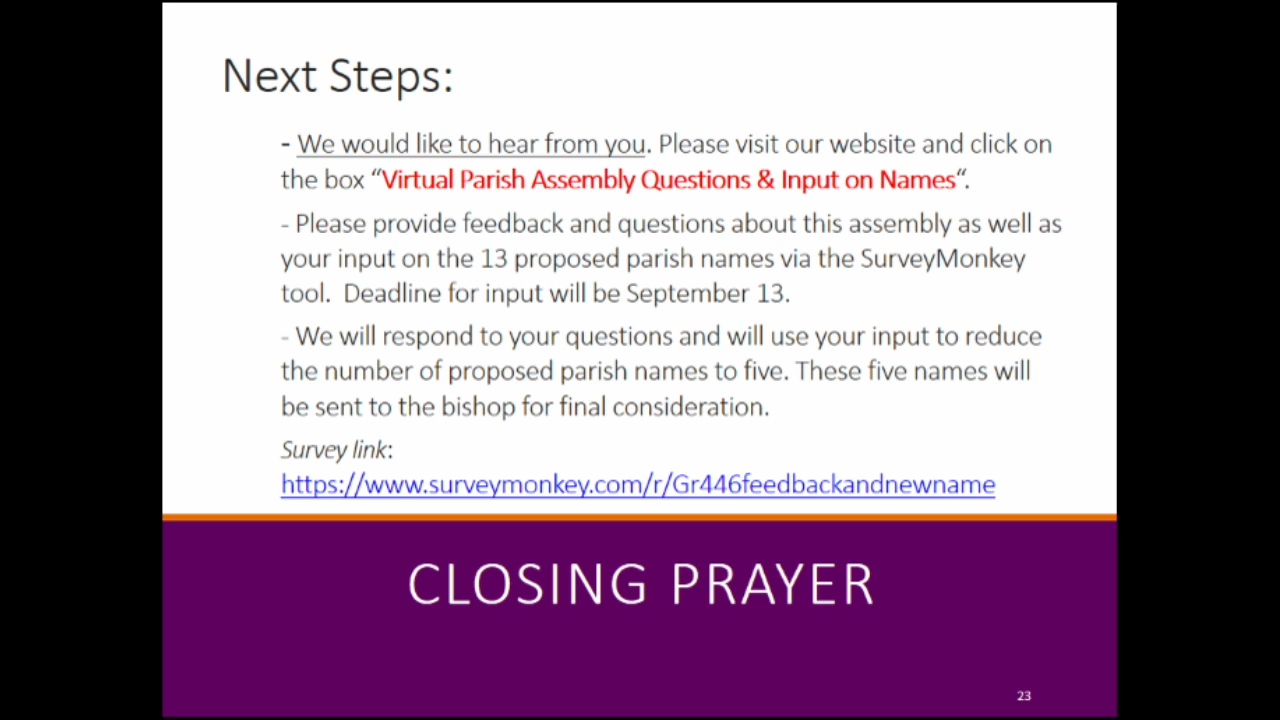 Next Steps:
- We would like to hear from you. Please visit our website and click on
the box “Virtual Parish Assembly Questions & Input on Names“.
- Please provide feedback and questions about this assembly as well as
your input on the 13 proposed parish names via the SurveyMonkey
tool.  Deadline for input will be September 13.
- We will respond to your questions and will use your input to reduce
the number of proposed parish names to five. These five names will
be sent to the bishop for final consideration.
Survey link:
https://www.surveymonkey.com/r/Gr446feedbackandnewname
CLOSING PRAYER
23